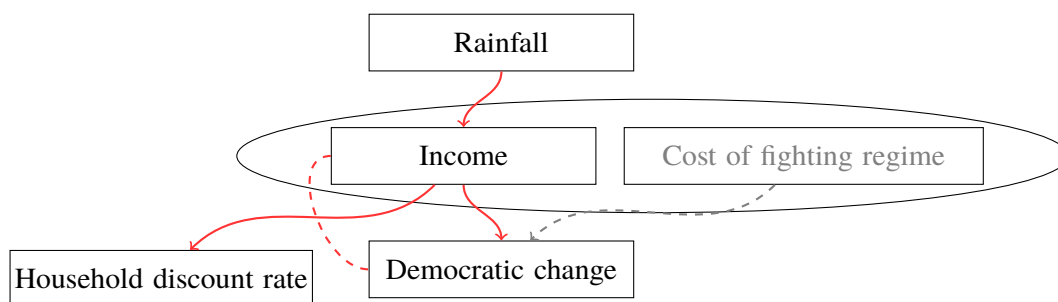 Rainfall
Income
Cost of fighting regime
Household discount rate
Democratic change